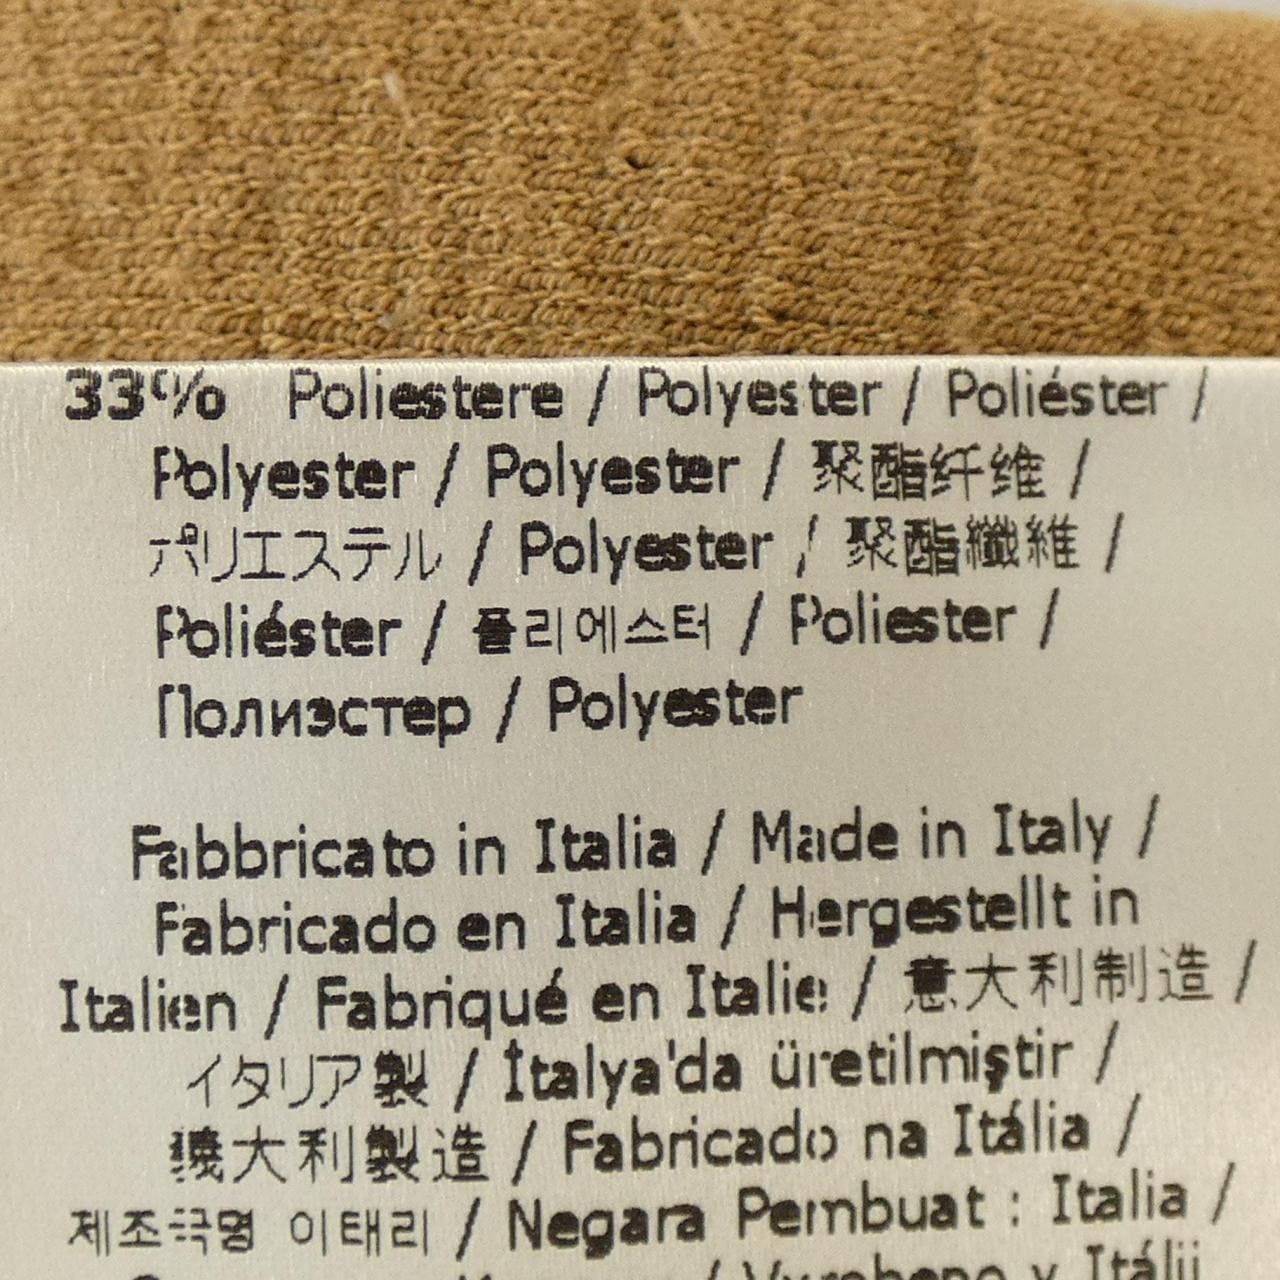 33% Poliestere / Polyester / Poliéster /
Polyester / Polyester / 聚酯纤维 /
ポリエステル / Polyester / 聚酯纖維 /
Poliéster / 폴리에스터 / Poliester /
Полиэстер / Polyester
Fabbricato in Italia / Made in Italy /
Fabricado en Italia / Hergestellt in
Italien / Fabriqué en Italie / 意大利制造 /
イタリア製 / İtalya'da üretilmiştir /
義大利製造 / Fabricado na Itália /
제조국명 이태리 / Negara Pembuat : Italia /
/ Vyrobeno v Itálii